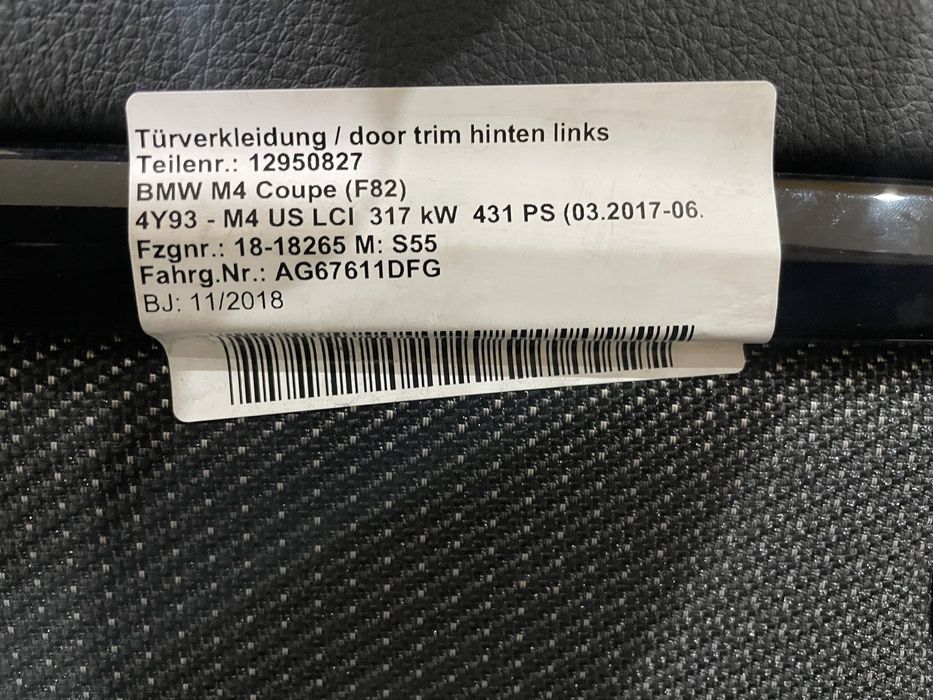 Türverkleidung / door trim hinten links
Teilenr.: 12950827
BMW M4 Coupe (F82)
4Y93 - M4 US LCI 317 kW 431 PS (03.2017-06.
Fzgnr.: 18-18265 M: S55
Fahrg.Nr.: AG67611DFG
BJ: 11/2018